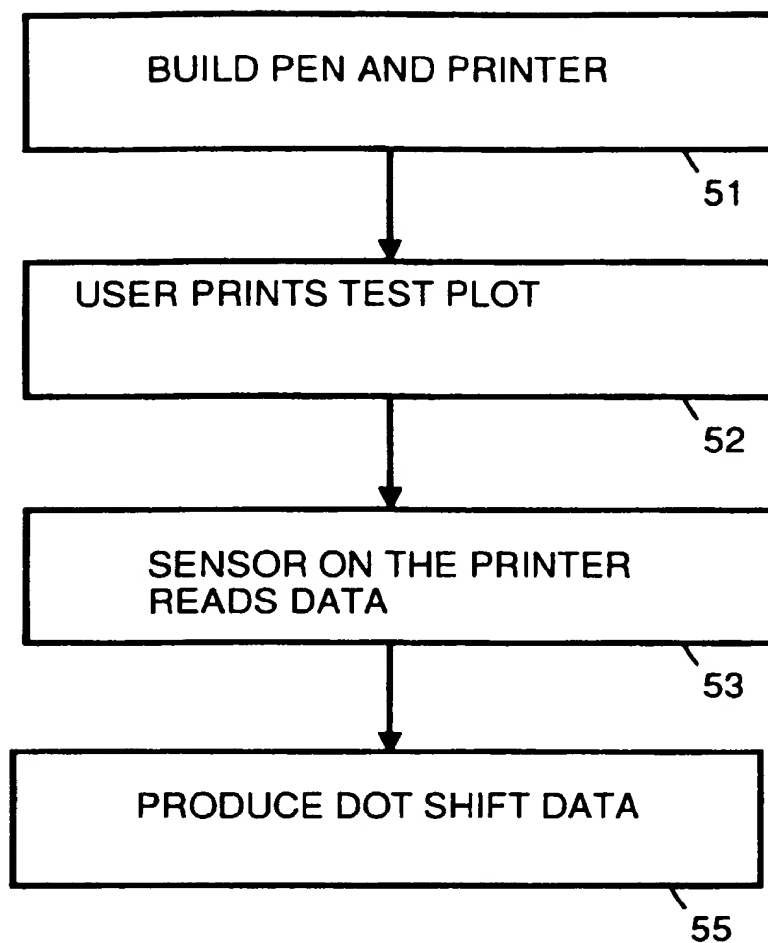 BUILD PEN AND PRINTER
51
USER PRINTS TEST PLOT
52
SENSOR ON THE PRINTER
READS DATA
53
PRODUCE DOT SHIFT DATA
55